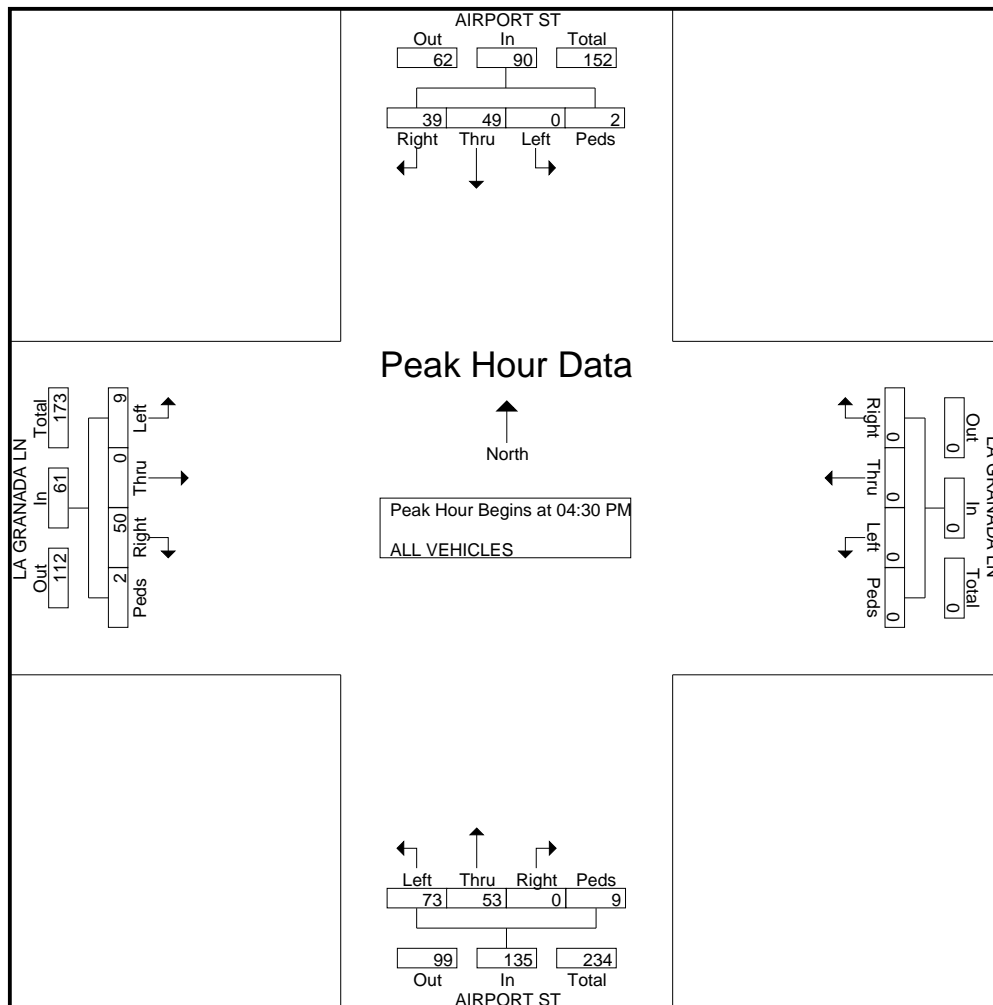 AIRPORT ST
Out In Total
62 90 152
39 49 0 2
Right Thru Left Peds
Peak Hour Data
North
Peak Hour Begins at 04:30 PM
ALL VEHICLES
LA GRANADA LN
Out In Total
112 61 173
9 0 50 2
Left Thru Right Peds
LA GRANADA LN
Out In Total
0 0 0
0 0 0 0
Right Thru Left Peds
Left Thru Right Peds
73 53 0 9
99 135 234
Out In Total
AIRPORT ST